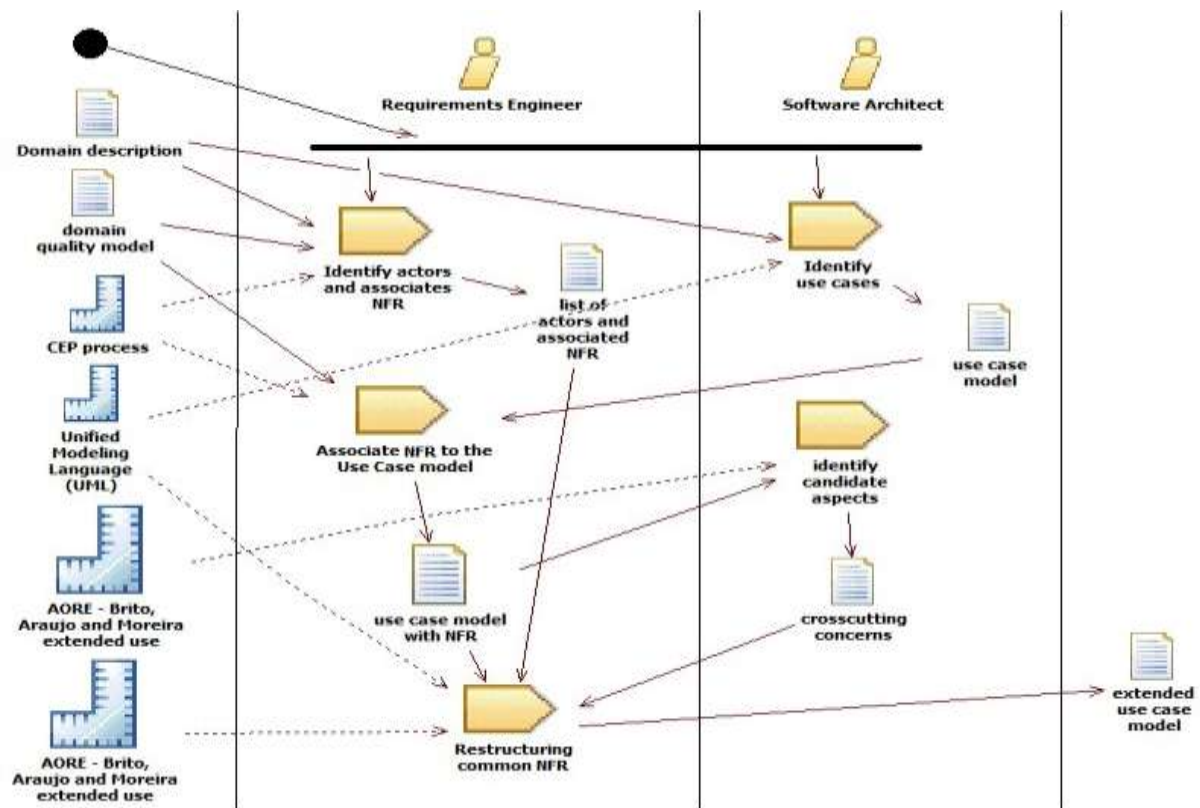 Requirements Engineer
Software Architect
Domain description
domain
quality model
Identify actors
and associates
NFR
list of
actors and
associated
NFR
Identify
use cases
CEP process
use case
model
Unified
Modeling
Language
(UML)
Associate NFR to the
Use Case model
identify
candidate
aspects
AORE - Brito,
Araujo and Moreira
extended use
use case model
with NFR
crosscutting
concerns
AORE - Brito,
Araujo and Moreira
extended use
Restructuring
common NFR
extended
use case
model